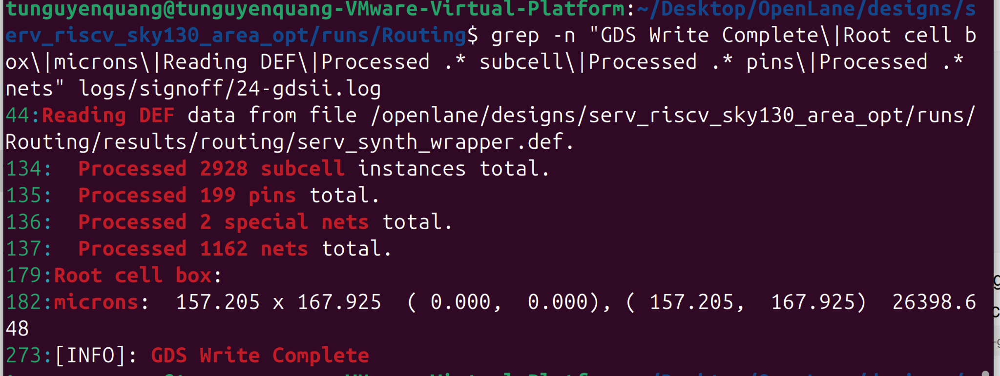 tunguyenquang@tunguyenquang-VMware-Virtual-Platform:~/Desktop/OpenLane/designs/s
erv_riscv_sky130_area_opt/runs/Routing$ grep -n "GDS Write Complete\|Root cell b
ox\|microns\|Reading DEF\|Processed .* subcell\|Processed .* pins\|Processed .*
nets" logs/signoff/24-gdsii.log
44:Reading DEF data from file /openlane/designs/serv_riscv_sky130_area_opt/runs/
Routing/results/routing/serv_synth_wrapper.def.
134:  Processed 2928 subcell instances total.
135:  Processed 199 pins total.
136:  Processed 2 special nets total.
137:  Processed 1162 nets total.
179:Root cell box:
182:microns:  157.205 x 167.925  ( 0.000,  0.000), ( 157.205,  167.925)  26398.6
48
273:[INFO]: GDS Write Complete